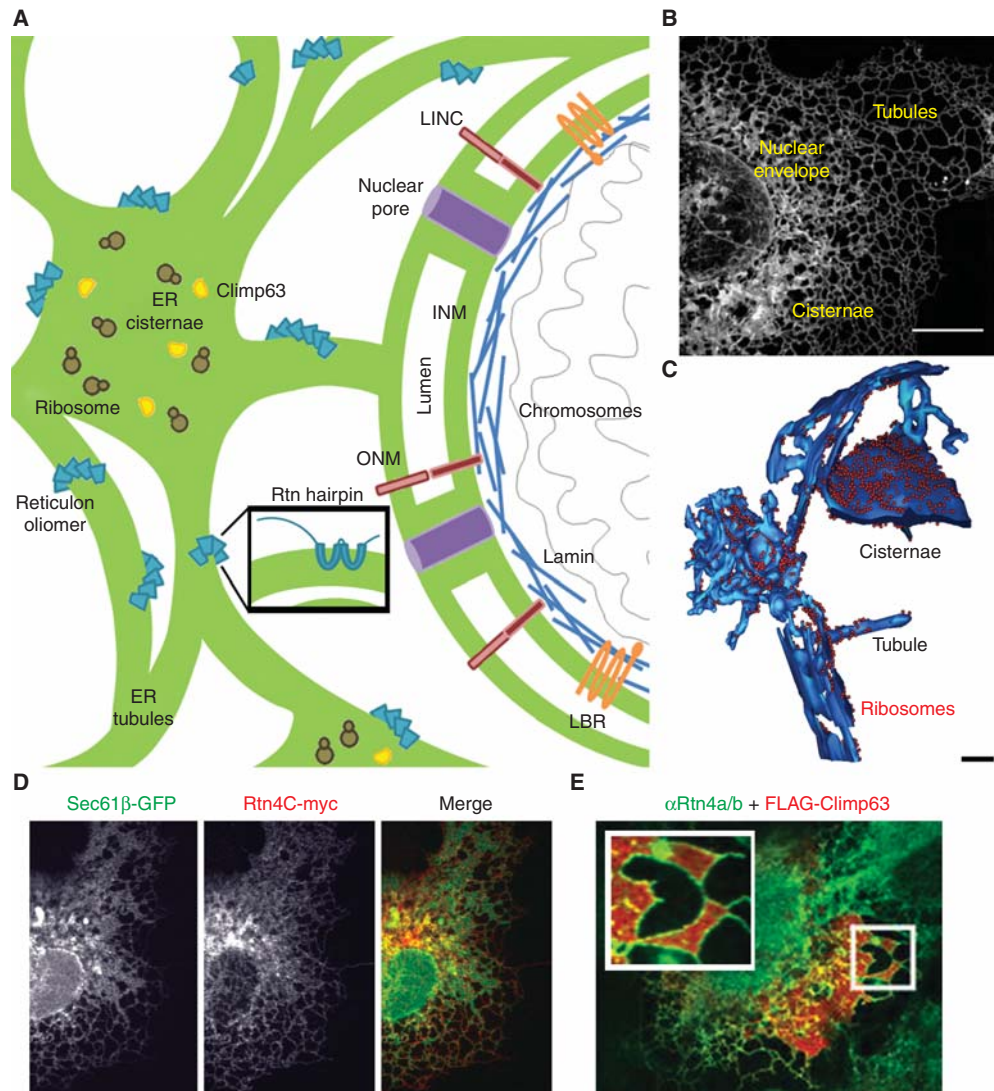 A
LINC
Nuclear
pore
Climp63
ER
cisternae
INM
Ribosome
Lumen
Chromosomes
ONM
Reticulon
oliomer
Rtn hairpin
Lamin
ER
tubules
LBR
B
Tubules
Nuclear
envelope
Cisternae
C
Cisternae
Tubule
Ribosomes
D
Sec61β-GFP
Rtn4C-myc
Merge
E
αRtn4a/b + FLAG-Climp63